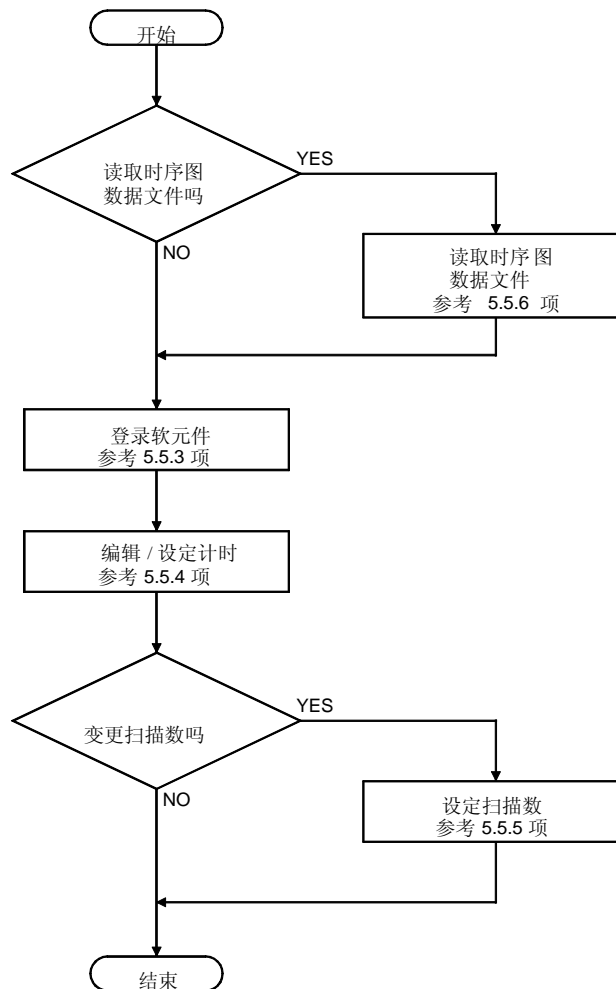 开始
读取时序图
数据文件吗
YES
NO
读取时序图
数据文件
参考 5.5.6 项
登录软元件
参考 5.5.3 项
编辑 / 设定计时
参考 5.5.4 项
变更扫描数吗
YES
NO
设定扫描数
参考 5.5.5 项
结束